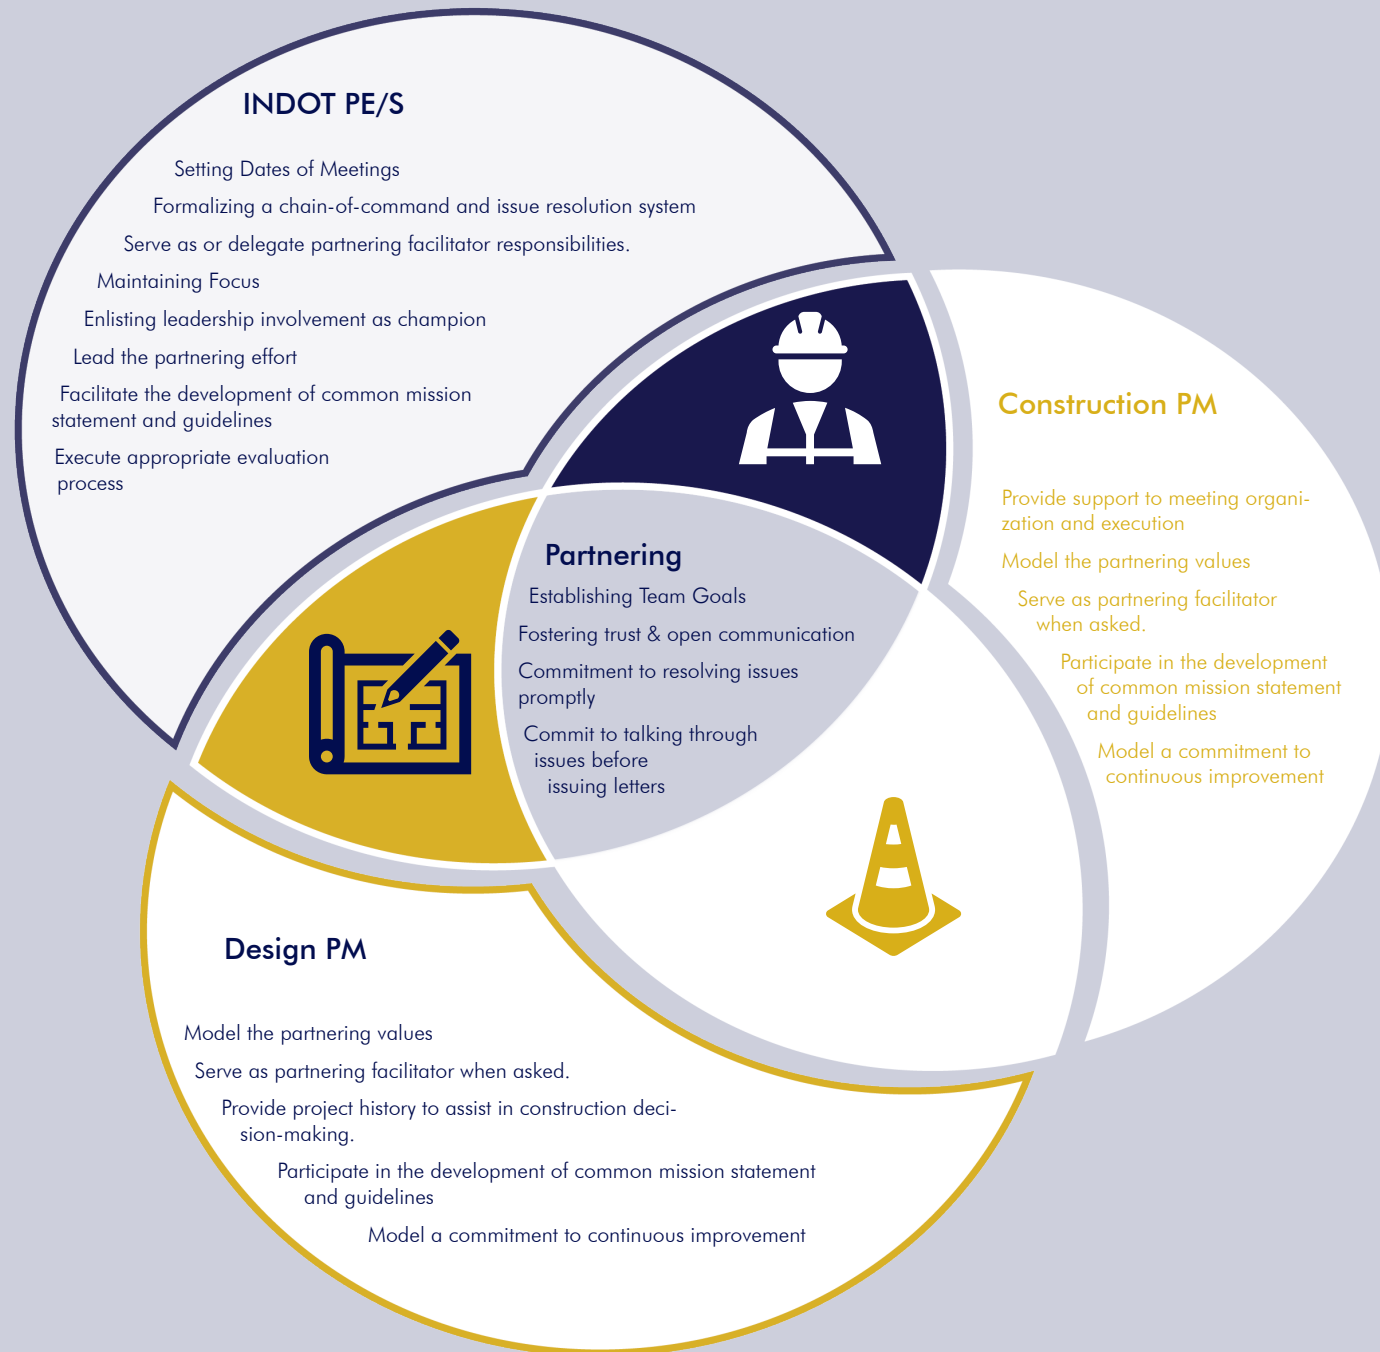 INDOT PE/S
Setting Dates of Meetings
Formalizing a chain-of-command and issue resolution system
Serve as or delegate partnering facilitator responsibilities.
Maintaining Focus
Enlisting leadership involvement as champion
Lead the partnering effort
Facilitate the development of common mission
statement and guidelines
Execute appropriate evaluation
process
Construction PM
Provide support to meeting organi-
zation and execution
Model the partnering values
Serve as partnering facilitator
when asked.
Participate in the development
of common mission statement
and guidelines
Model a commitment to
continuous improvement
Partnering
Establishing Team Goals
Fostering trust & open communication
Commitment to resolving issues
promptly
Commit to talking through
issues before
issuing letters
Design PM
Model the partnering values
Serve as partnering facilitator when asked.
Provide project history to assist in construction deci-
sion-making.
Participate in the development of common mission statement
and guidelines
Model a commitment to continuous improvement